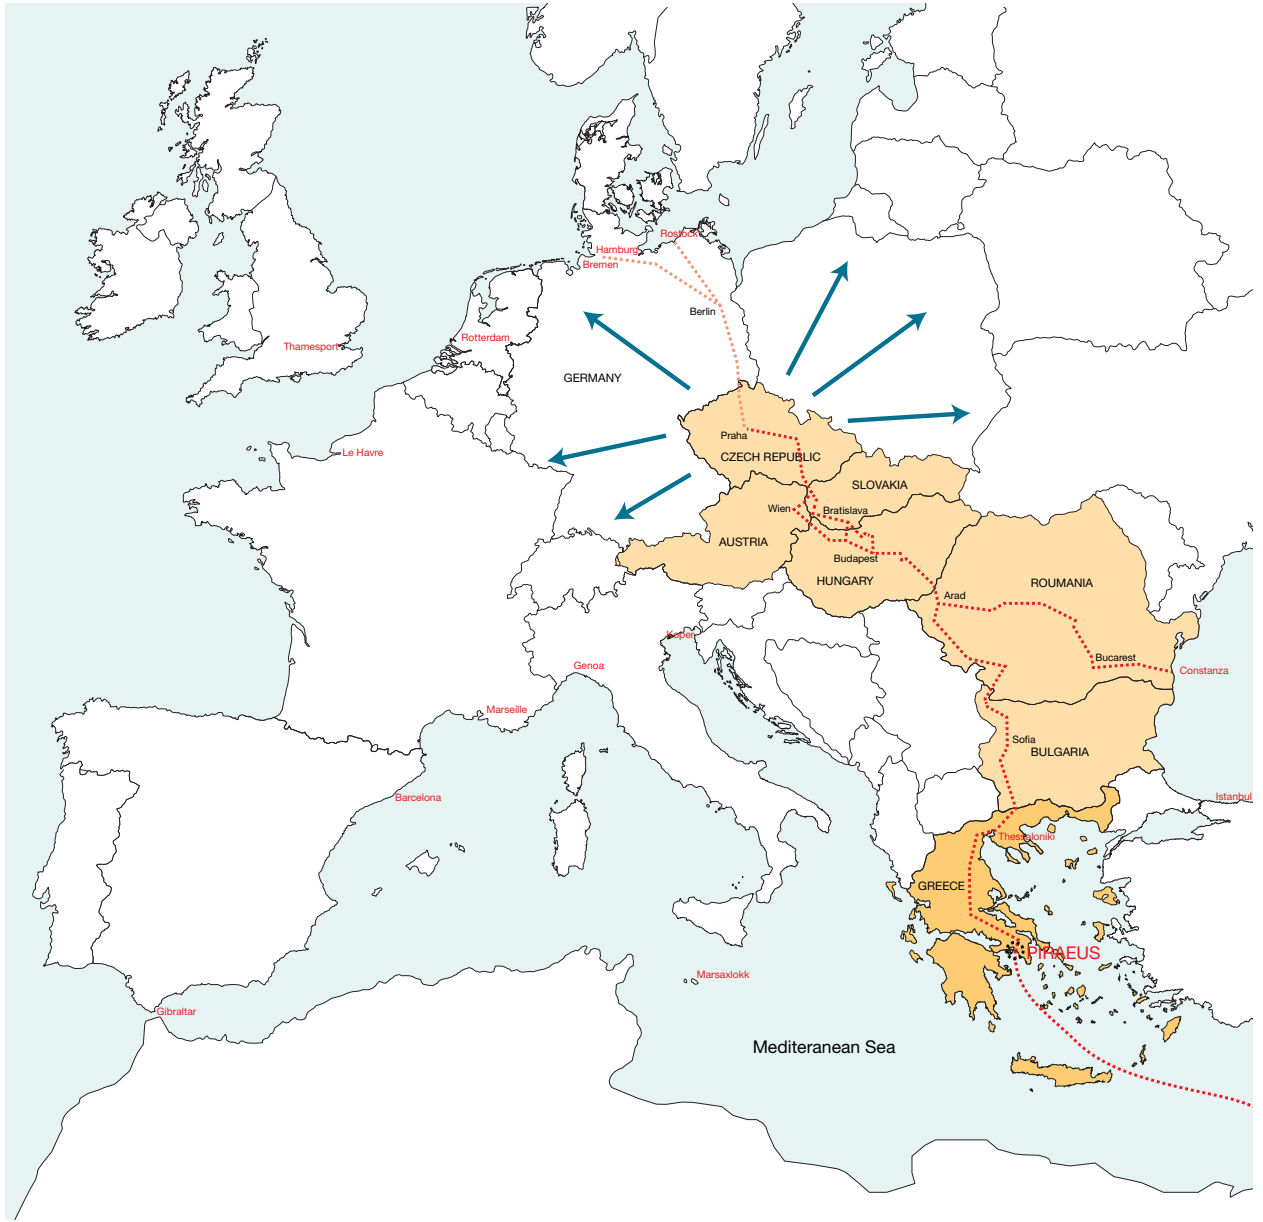 Rostock
Hamburg
Bremen
Berlin
Rotterdam
Thamesport
GERMANY
Praha
Le Havre
CZECH REPUBLIC
SLOVAKIA
Wien
Bratislava
AUSTRIA
Budapest
HUNGARY
ROUMANIA
Arad
Koper
Bucarest
Genoa
Constanza
Marseille
Sofia
BULGARIA
Barcelona
Istanbul
Thessaloniki
GREECE
PIRAEUS
Marsaxlokk
Gibraltar
Mediteranean Sea